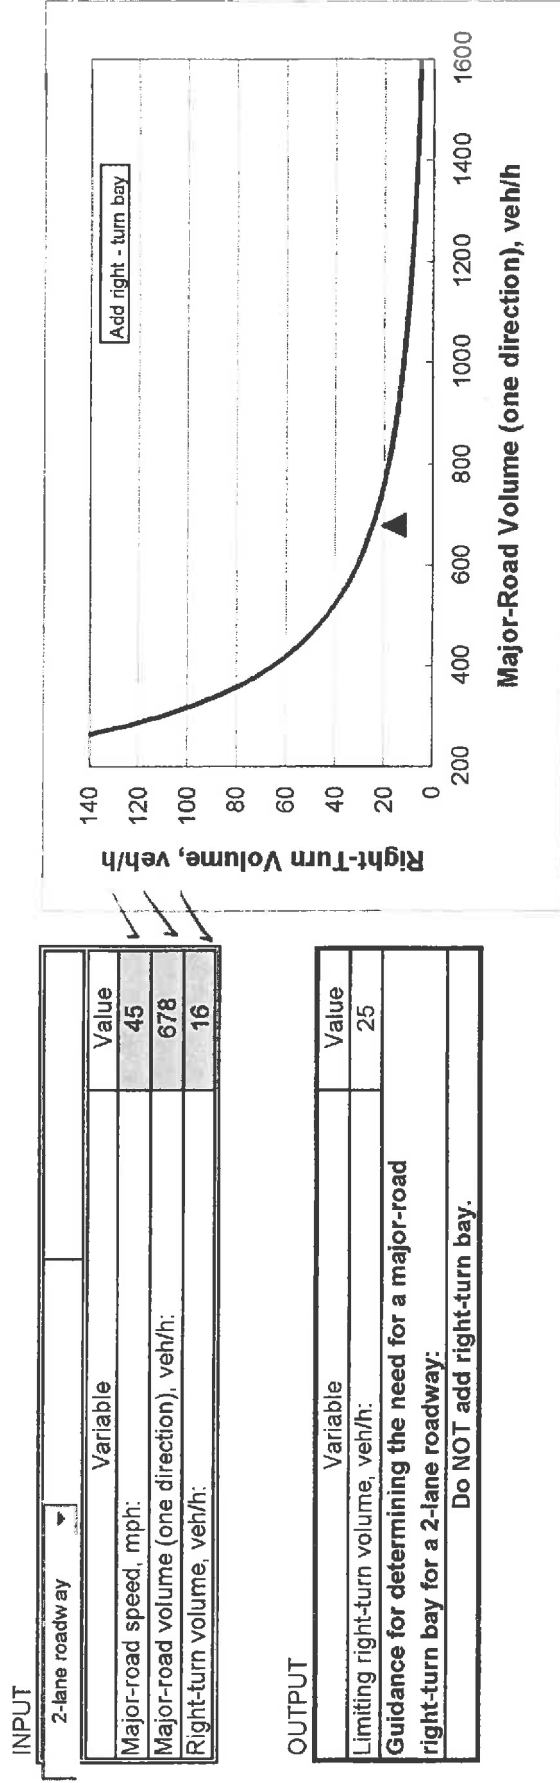 INPUT
2-lane roadway
Variable Value
Major-road speed, mph: 45
Major-road volume (one direction), veh/h: 678
Right-turn volume, veh/h: 16
OUTPUT
Variable Value
Limiting right-turn volume, veh/h: 25
Guidance for determining the need for a major-road
right-turn bay for a 2-lane roadway:
Do NOT add right-turn bay.
Right-Turn Volume, veh/h
140
120
100
80
60
40
20
0
Add right - turn bay
200 400 600 800 1000 1200 1400 1600
Major-Road Volume (one direction), veh/h